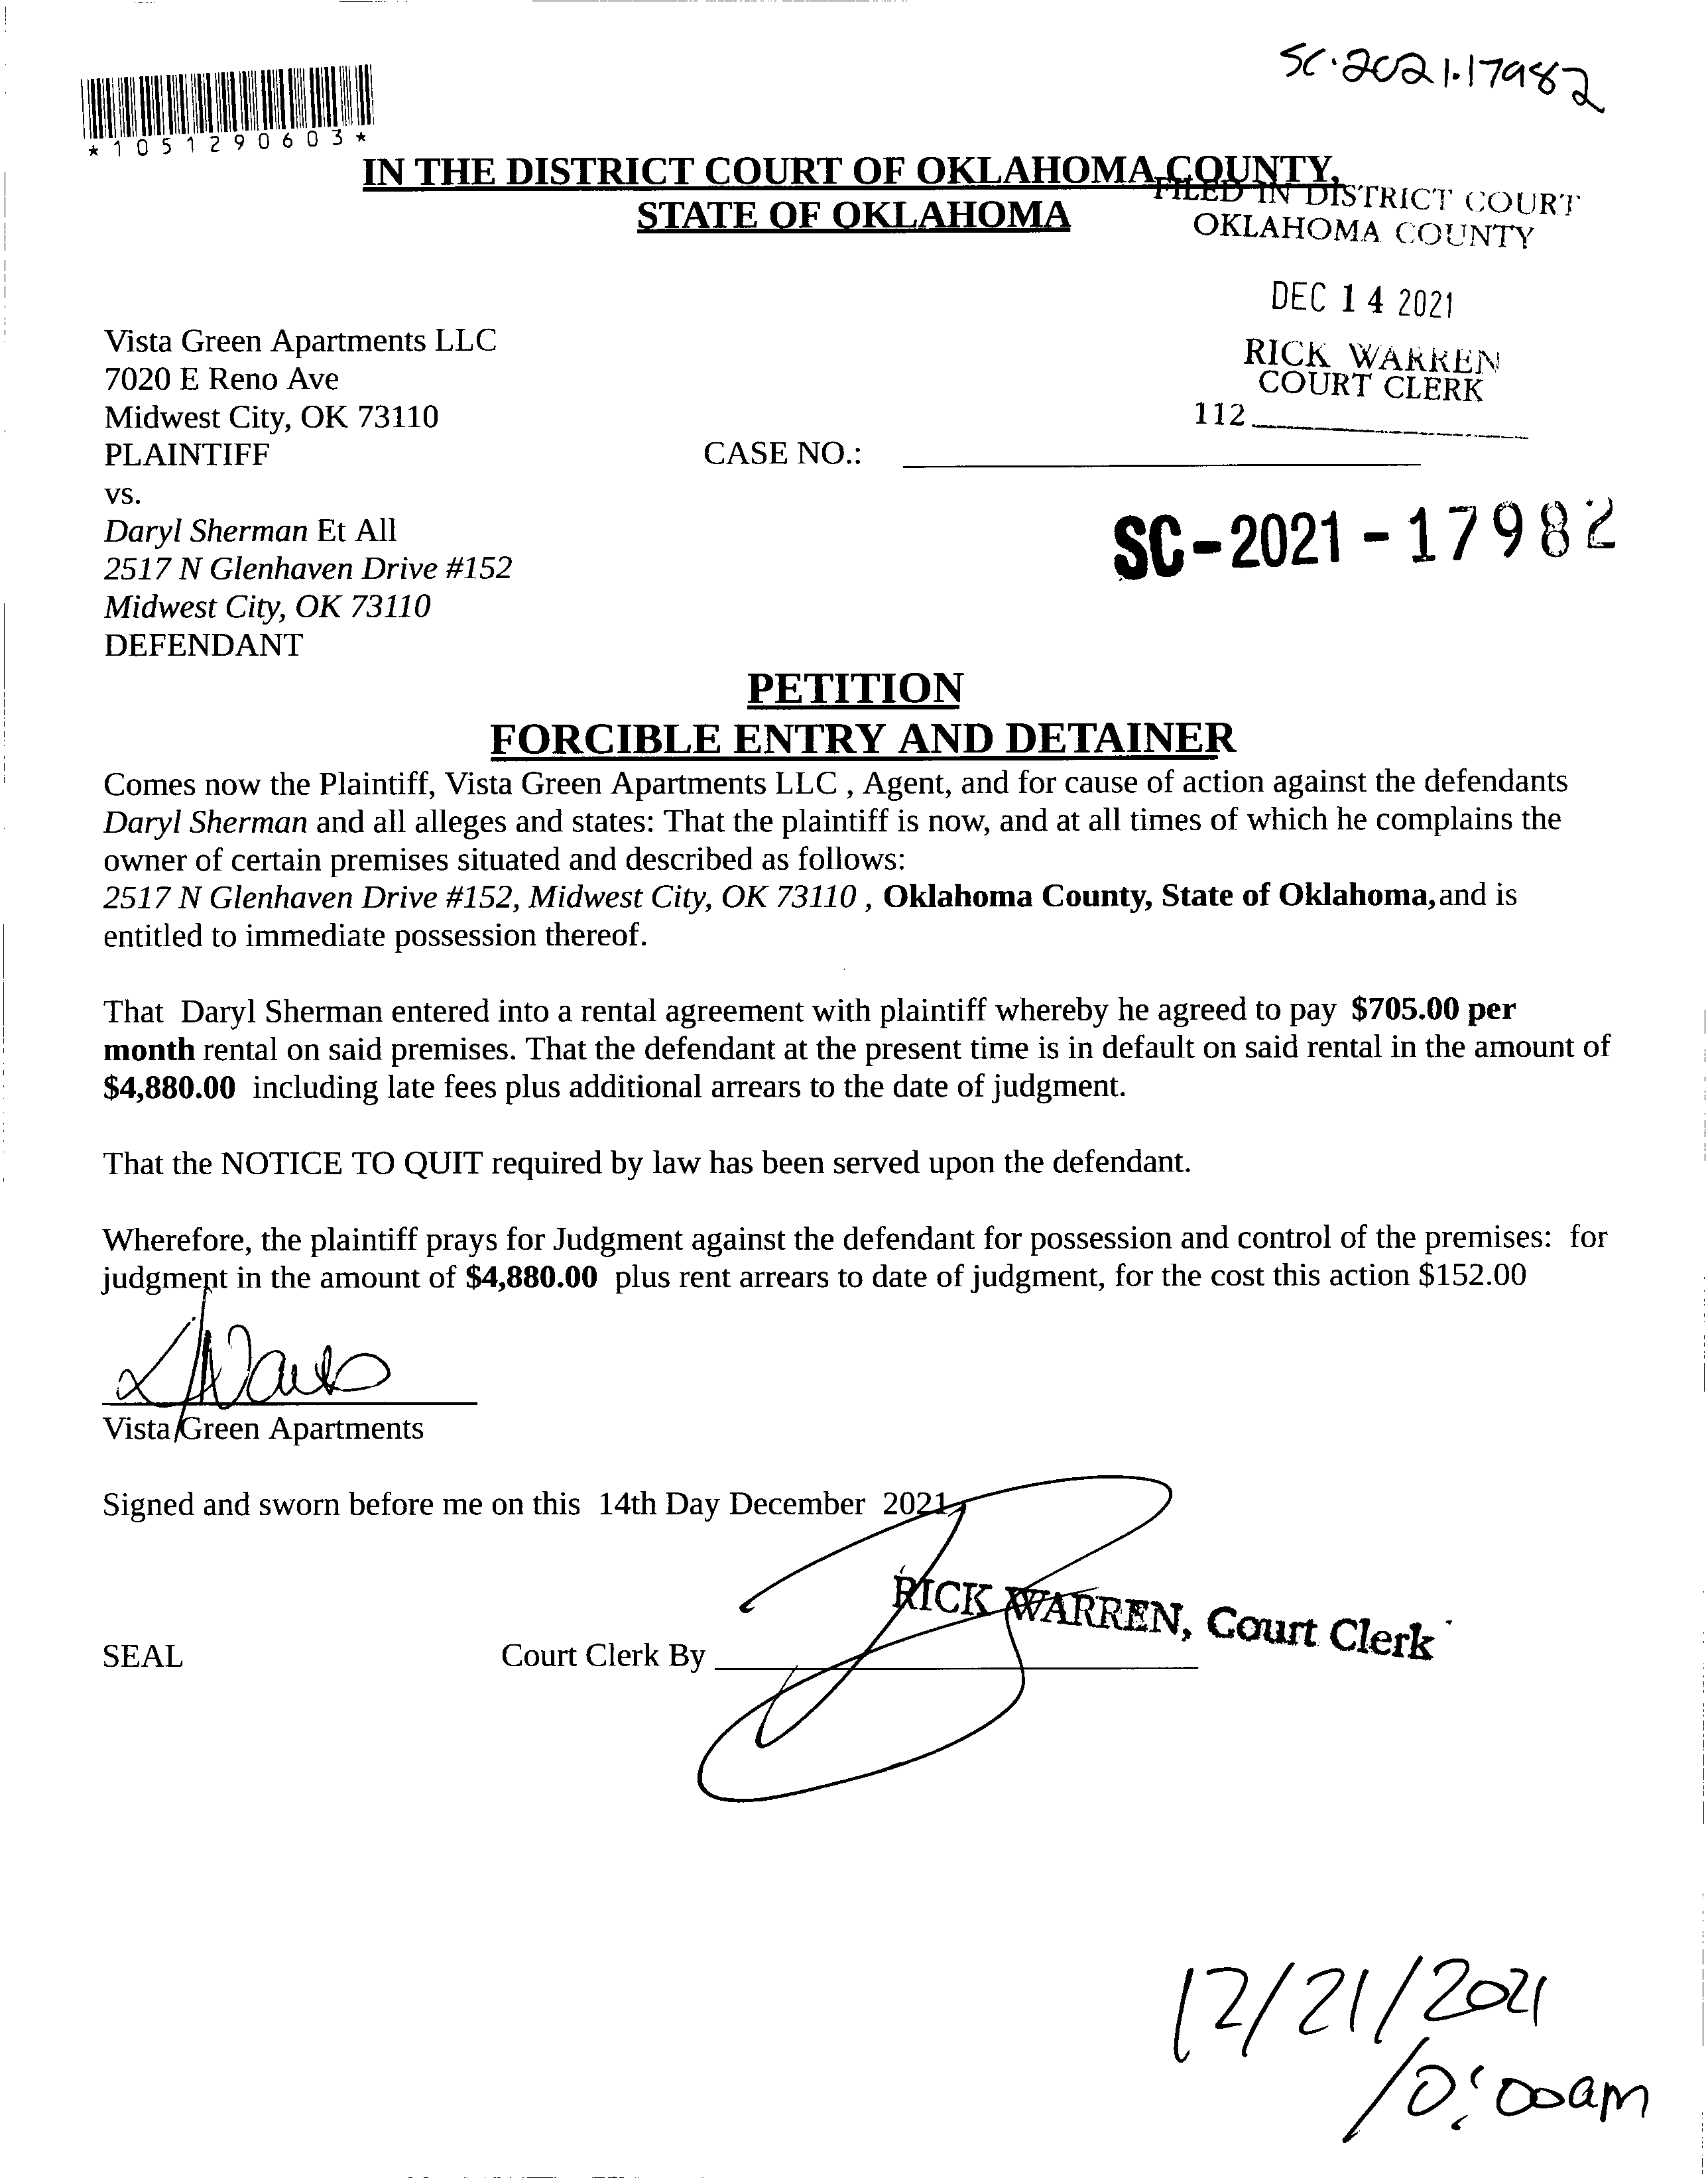 SC.2021.17982
*1051290603*
IN THE DISTRICT COURT OF OKLAHOMA COUNTY,
STATE OF OKLAHOMA
FILED IN DISTRICT COURT
OKLAHOMA COUNTY
DEC 14 2021
RICK WARREN
COURT CLERK
112
Vista Green Apartments LLC
7020 E Reno Ave
Midwest City, OK 73110
PLAINTIFF
CASE NO.:
vs.
Daryl Sherman Et All
2517 N Glenhaven Drive #152
Midwest City, OK 73110
DEFENDANT
SC-2021-17982
PETITION
FORCIBLE ENTRY AND DETAINER
Comes now the Plaintiff, Vista Green Apartments LLC , Agent, and for cause of action against the defendants
Daryl Sherman and all alleges and states: That the plaintiff is now, and at all times of which he complains the
owner of certain premises situated and described as follows:
2517 N Glenhaven Drive #152, Midwest City, OK 73110 , Oklahoma County, State of Oklahoma, and is
entitled to immediate possession thereof.
That Daryl Sherman entered into a rental agreement with plaintiff whereby he agreed to pay $705.00 per
month rental on said premises. That the defendant at the present time is in default on said rental in the amount of
$4,880.00 including late fees plus additional arrears to the date of judgment.
That the NOTICE TO QUIT required by law has been served upon the defendant.
Wherefore, the plaintiff prays for Judgment against the defendant for possession and control of the premises: for
judgment in the amount of $4,880.00 plus rent arrears to date of judgment, for the cost this action $152.00
Vista Green Apartments
Signed and sworn before me on this 14th Day December 2021
RICK WARREN, Court Clerk
SEAL
Court Clerk By
12/21/2021
10:00am